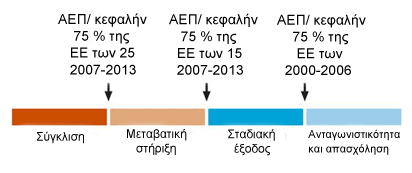 ΑΕΠ/ κεφαλήν
75 % της
ΕΕ των 25
2007-2013
ΑΕΠ/ κεφαλήν
75 % της
ΕΕ των 15
2007-2013
ΑΕΠ/ κεφαλήν
75 % της
ΕΕ των
2000-2006
Σύγκλιση
Μεταβατική
στήριξη
Σταδιακή
έξοδος
Ανταγωνιστικότητα
και απασχόληση